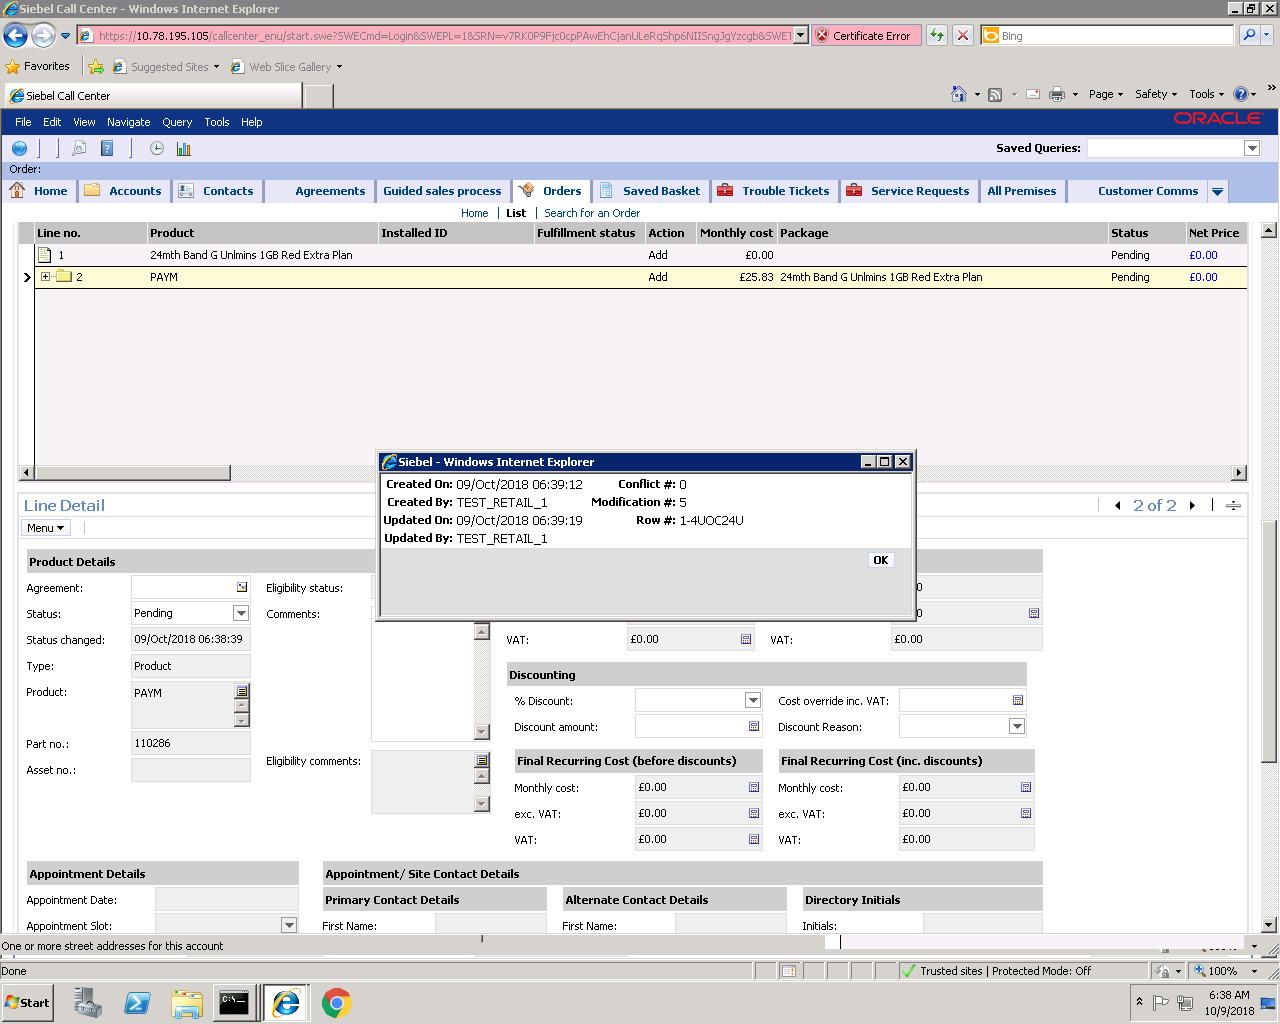 Siebel Call Center - Windows Internet Explorer
https://10.78.195.105/callcenter_enu/start.swe?SWECmd=Login&SWEPL=1&SRN=v7RK0P9Fjc0cpPAwEhCjanULeRqShp6NIISngJgYzcgb&SWET
Certificate Error
Bing
Favorites
Suggested Sites
Web Slice Gallery
Siebel Call Center
Page
Safety
Tools
File Edit View Navigate Query Tools Help
ORACLE
Saved Queries:
Order:
Home
Accounts
Contacts
Agreements
Guided sales process
Orders
Saved Basket
Trouble Tickets
Service Requests
All Premises
Customer Comms
Home | List | Search for an Order
Line no. Product Installed ID Fulfillment status Action Monthly cost Package Status Net Price
1 24mth Band G Unlmins 1GB Red Extra Plan Add £0.00 Pending £0.00
2 PAYM Add £25.83 24mth Band G Unlmins 1GB Red Extra Plan Pending £0.00
Siebel - Windows Internet Explorer
Created On: 09/Oct/2018 06:39:12 Conflict #: 0
Created By: TEST_RETAIL_1 Modification #: 5
Updated On: 09/Oct/2018 06:39:19 Row #: 1-4UOC24U
Updated By: TEST_RETAIL_1
OK
Line Detail
2 of 2
Menu
Product Details
Agreement:
Eligibility status:
0
Status: Pending
Comments:
0
Status changed: 09/Oct/2018 06:38:39
VAT: £0.00
VAT: £0.00
Type: Product
Discounting
Product: PAYM
% Discount:
Cost override inc. VAT:
Discount amount:
Discount Reason:
Part no.: 110286
Eligibility comments:
Final Recurring Cost (before discounts)
Final Recurring Cost (inc. discounts)
Asset no.:
Monthly cost: £0.00
Monthly cost: £0.00
exc. VAT: £0.00
exc. VAT: £0.00
VAT: £0.00
VAT: £0.00
Appointment Details
Appointment/ Site Contact Details
Appointment Date:
Primary Contact Details
Alternate Contact Details
Directory Initials
Appointment Slot:
First Name:
First Name:
Initials:
One or more street addresses for this account
Done
Trusted sites | Protected Mode: Off
100%
Start
6:38 AM
10/9/2018